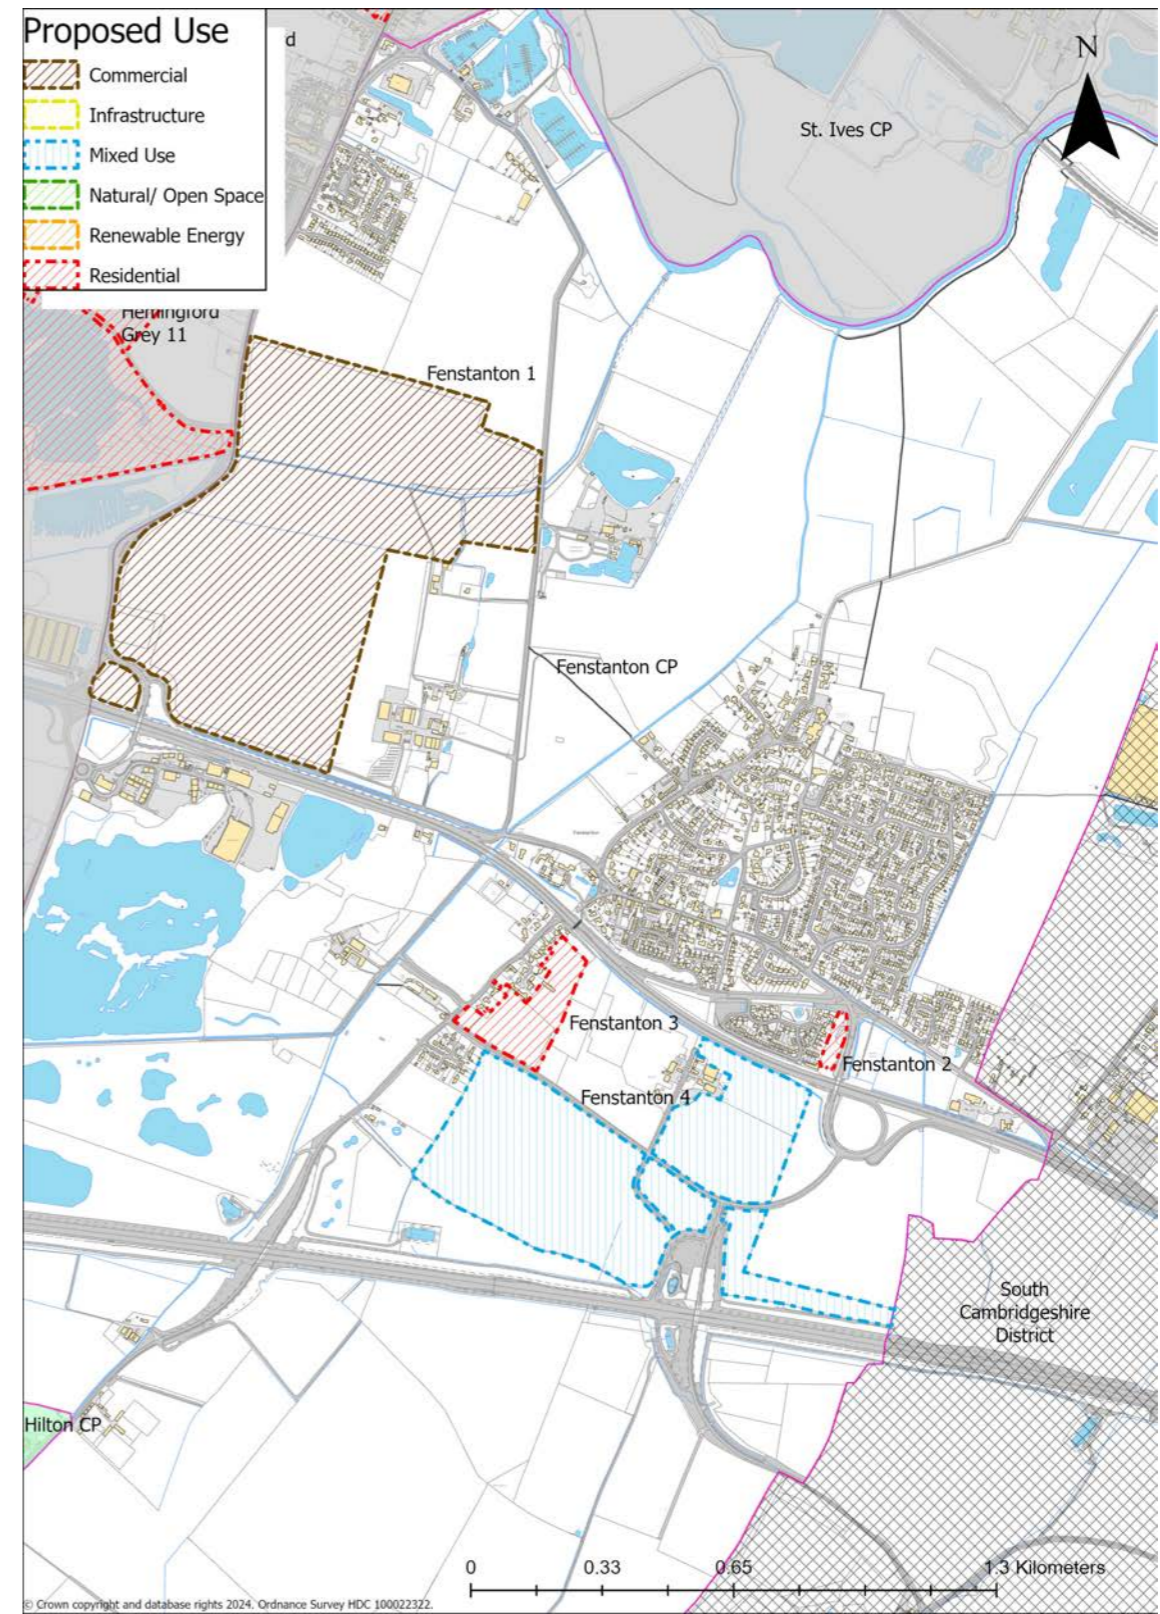 Proposed Use
Commercial
Infrastructure
Mixed Use
Natural/ Open Space
Renewable Energy
Residential
d
N
St. Ives CP
Hemingford
Grey 11
Fenstanton 1
Fenstanton CP
Fenstanton
Fenstanton 3
Fenstanton 2
Fenstanton 4
South
Cambridgeshire
District
Hilton CP
0 0.33 0.65 1.3 Kilometers
© Crown copyright and database rights 2024. Ordnance Survey HDC 100022322.